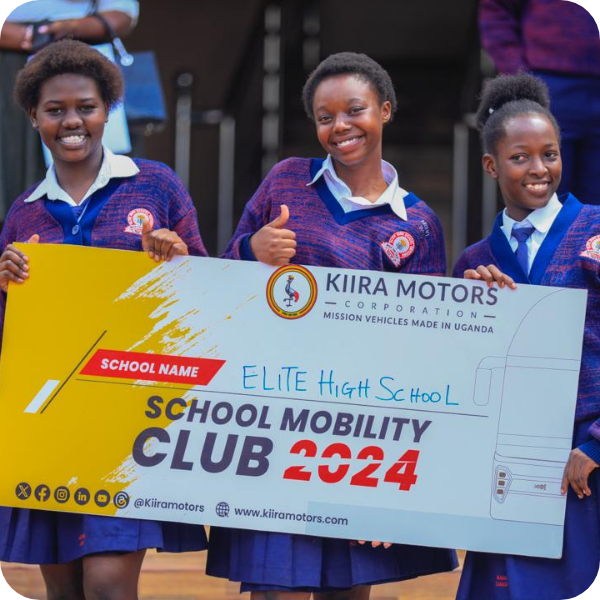 KIIRA MOTORS
CORPORATION
MISSION VEHICLES MADE IN UGANDA
SCHOOL NAME
ELITE HIGH SCHOOL
SCHOOL MOBILITY
CLUB 2024
@Kiiramotors
www.kiiramotors.com